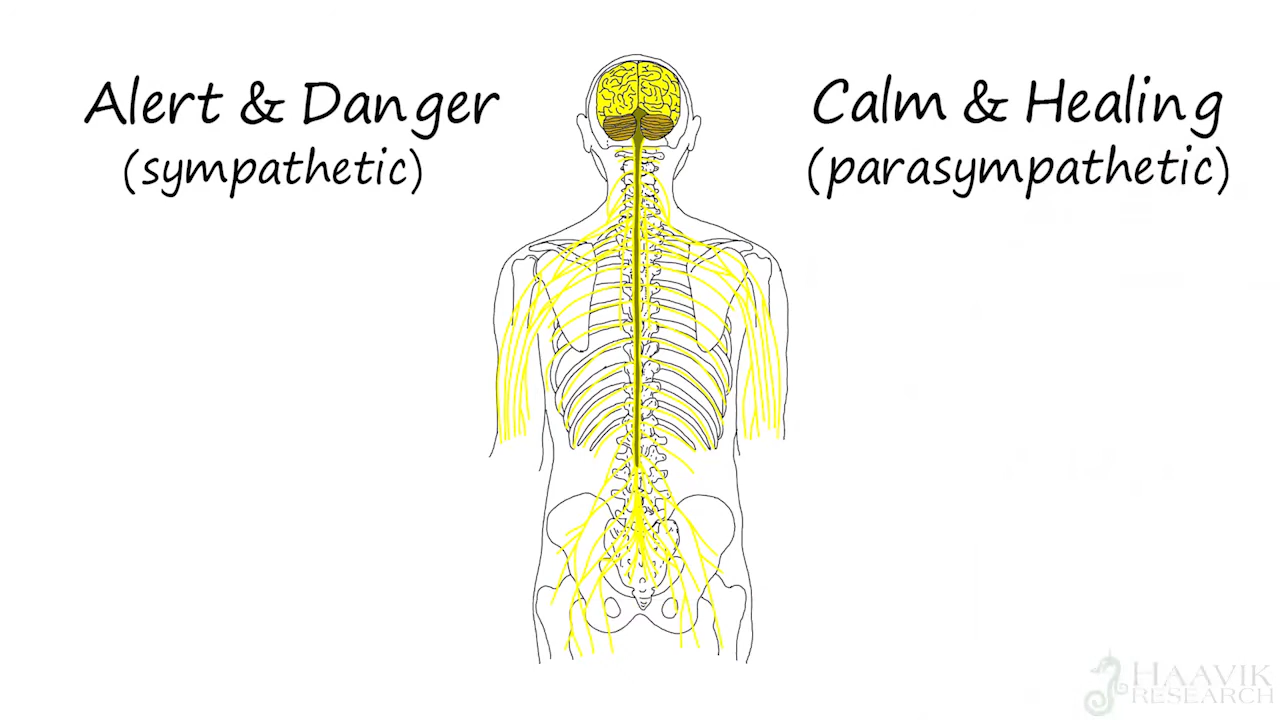 Alert & Danger
(sympathetic)
Calm & Healing
(parasympathetic)
HAAVIK
RESEARCH